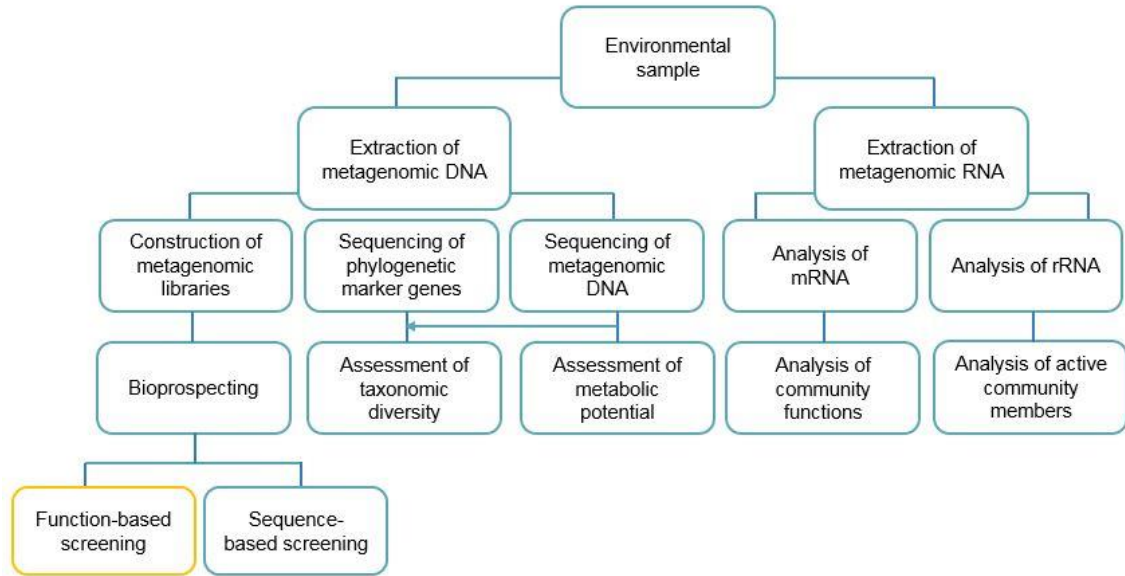 Environmental
sample
Extraction of
metagenomic DNA
Extraction of
metagenomic RNA
Construction of
metagenomic
libraries
Sequencing of
phylogenetic
marker genes
Sequencing of
metagenomic
DNA
Analysis of
mRNA
Analysis of rRNA
Bioprospecting
Assessment of
taxonomic
diversity
Assessment of
metabolic
potential
Analysis of
community
functions
Analysis of active
community
members
Function-based
screening
Sequence-
based screening